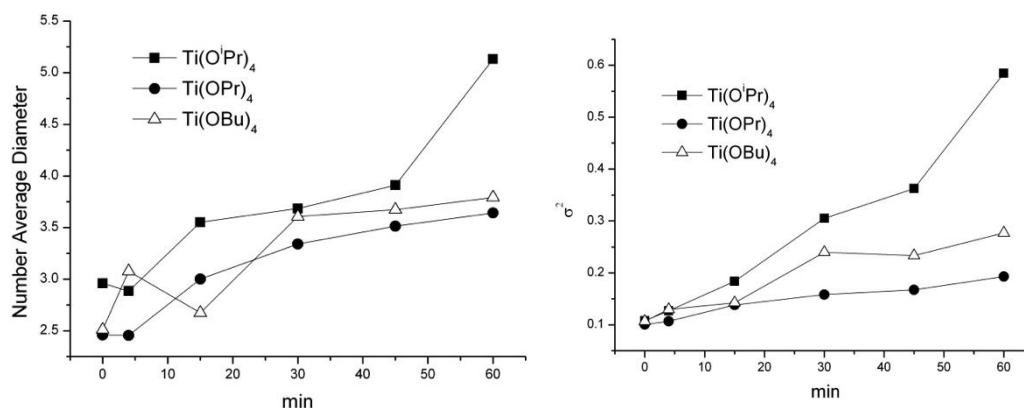 5.5
5.0
4.5
4.0
3.5
3.0
2.5
Number Average Diameter
Ti(OⁱPr)₄
Ti(OPr)₄
Ti(OBu)₄
0 10 20 30 40 50 60
min
0.6
0.5
0.4
0.3
0.2
0.1
σ²
Ti(OⁱPr)₄
Ti(OPr)₄
Ti(OBu)₄
0 10 20 30 40 50 60
min